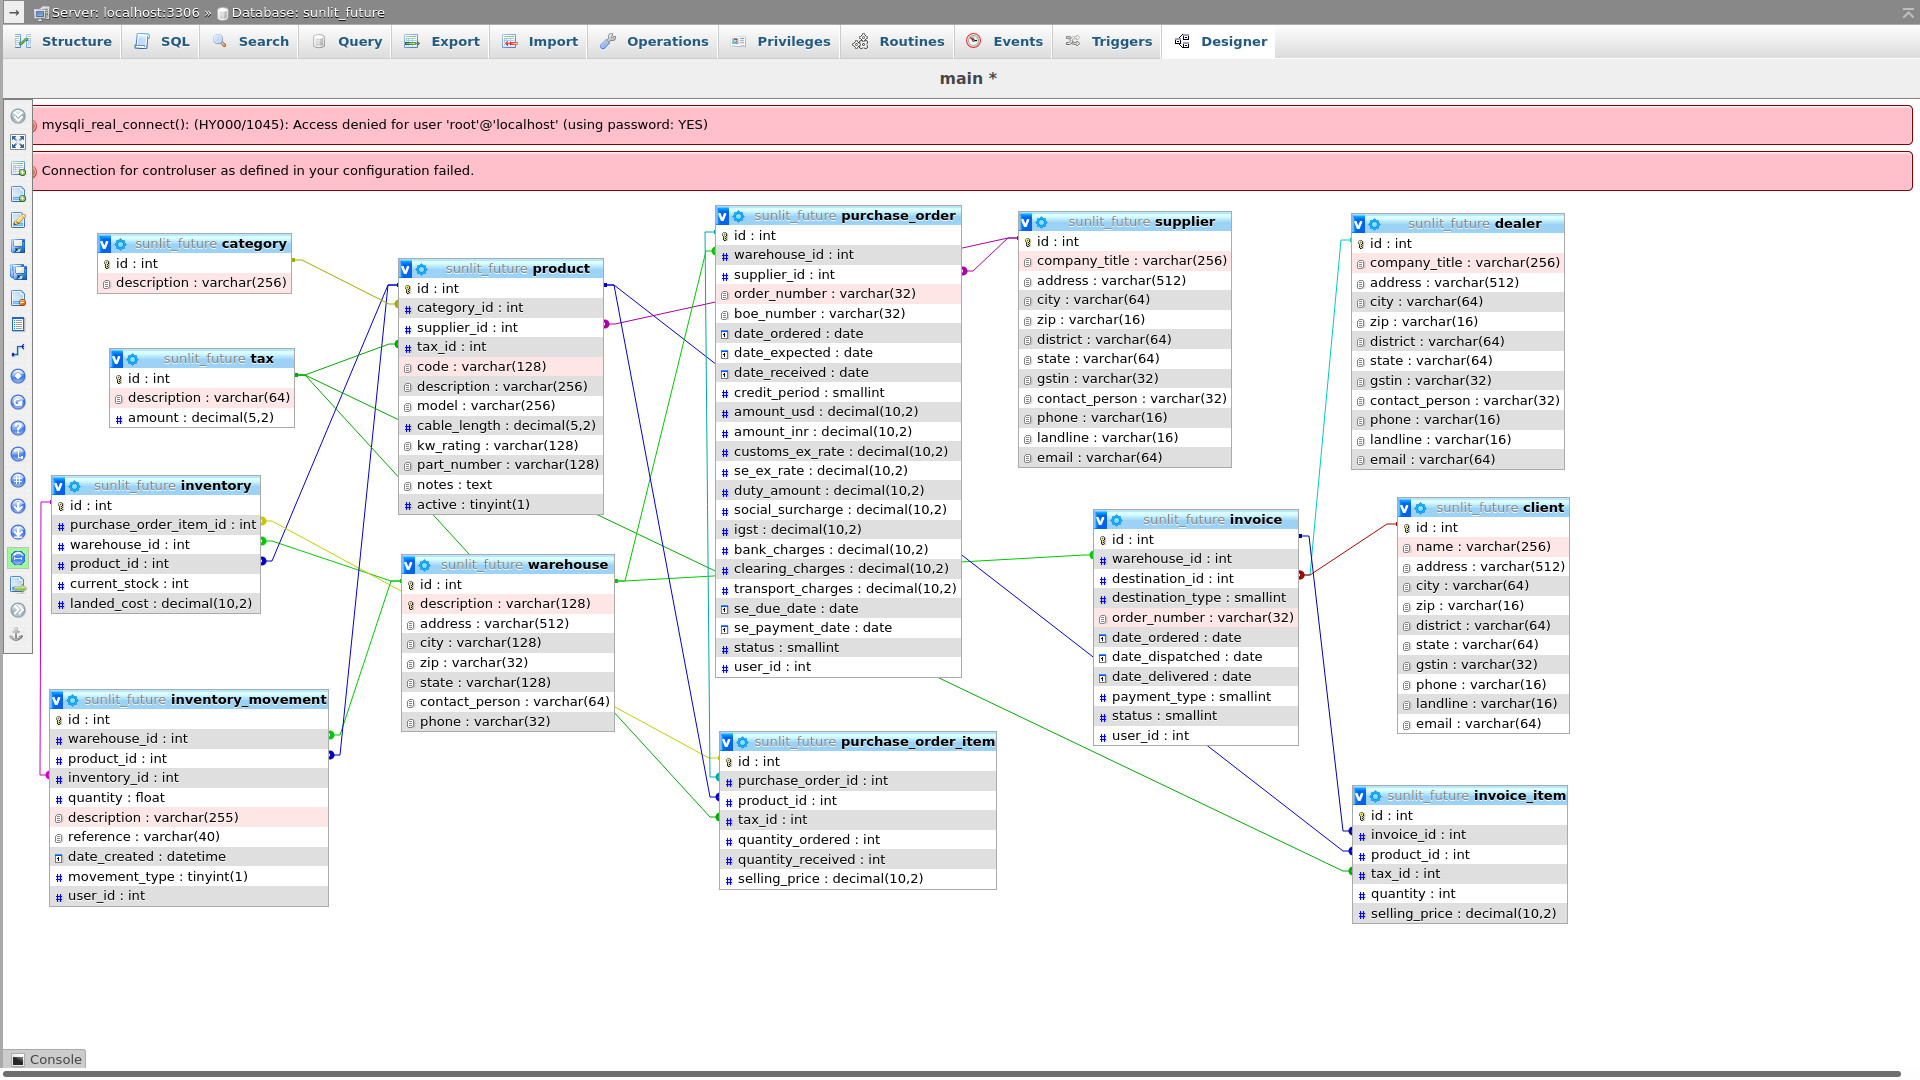 Server: localhost:3306 » Database: sunlit_future
Structure SQL Search Query Export Import Operations Privileges Routines Events Triggers Designer
main *
mysqli_real_connect(): (HY000/1045): Access denied for user 'root'@'localhost' (using password: YES)
Connection for controluser as defined in your configuration failed.
sunlit_future category
id : int
description : varchar(256)
sunlit_future tax
id : int
description : varchar(64)
amount : decimal(5,2)
sunlit_future inventory
id : int
purchase_order_item_id : int
warehouse_id : int
product_id : int
current_stock : int
landed_cost : decimal(10,2)
sunlit_future inventory_movement
id : int
warehouse_id : int
product_id : int
inventory_id : int
quantity : float
description : varchar(255)
reference : varchar(40)
date_created : datetime
movement_type : tinyint(1)
user_id : int
sunlit_future product
id : int
category_id : int
supplier_id : int
tax_id : int
code : varchar(128)
description : varchar(256)
model : varchar(256)
cable_length : decimal(5,2)
kw_rating : varchar(128)
part_number : varchar(128)
notes : text
active : tinyint(1)
sunlit_future warehouse
id : int
description : varchar(128)
address : varchar(512)
city : varchar(128)
zip : varchar(32)
state : varchar(128)
contact_person : varchar(64)
phone : varchar(32)
sunlit_future purchase_order
id : int
warehouse_id : int
supplier_id : int
order_number : varchar(32)
boe_number : varchar(32)
date_ordered : date
date_expected : date
date_received : date
credit_period : smallint
amount_usd : decimal(10,2)
amount_inr : decimal(10,2)
customs_ex_rate : decimal(10,2)
se_ex_rate : decimal(10,2)
duty_amount : decimal(10,2)
social_surcharge : decimal(10,2)
igst : decimal(10,2)
bank_charges : decimal(10,2)
clearing_charges : decimal(10,2)
transport_charges : decimal(10,2)
se_due_date : date
se_payment_date : date
status : smallint
user_id : int
sunlit_future purchase_order_item
id : int
purchase_order_id : int
product_id : int
tax_id : int
quantity_ordered : int
quantity_received : int
selling_price : decimal(10,2)
sunlit_future supplier
id : int
company_title : varchar(256)
address : varchar(512)
city : varchar(64)
zip : varchar(16)
district : varchar(64)
state : varchar(64)
gstin : varchar(32)
contact_person : varchar(32)
phone : varchar(16)
landline : varchar(16)
email : varchar(64)
sunlit_future invoice
id : int
warehouse_id : int
destination_id : int
destination_type : smallint
order_number : varchar(32)
date_ordered : date
date_dispatched : date
date_delivered : date
payment_type : smallint
status : smallint
user_id : int
sunlit_future dealer
id : int
company_title : varchar(256)
address : varchar(512)
city : varchar(64)
zip : varchar(16)
district : varchar(64)
state : varchar(64)
gstin : varchar(32)
contact_person : varchar(32)
phone : varchar(16)
landline : varchar(16)
email : varchar(64)
sunlit_future client
id : int
name : varchar(256)
address : varchar(512)
city : varchar(64)
zip : varchar(16)
district : varchar(64)
state : varchar(64)
gstin : varchar(32)
phone : varchar(16)
landline : varchar(16)
email : varchar(64)
sunlit_future invoice_item
id : int
invoice_id : int
product_id : int
tax_id : int
quantity : int
selling_price : decimal(10,2)
Console